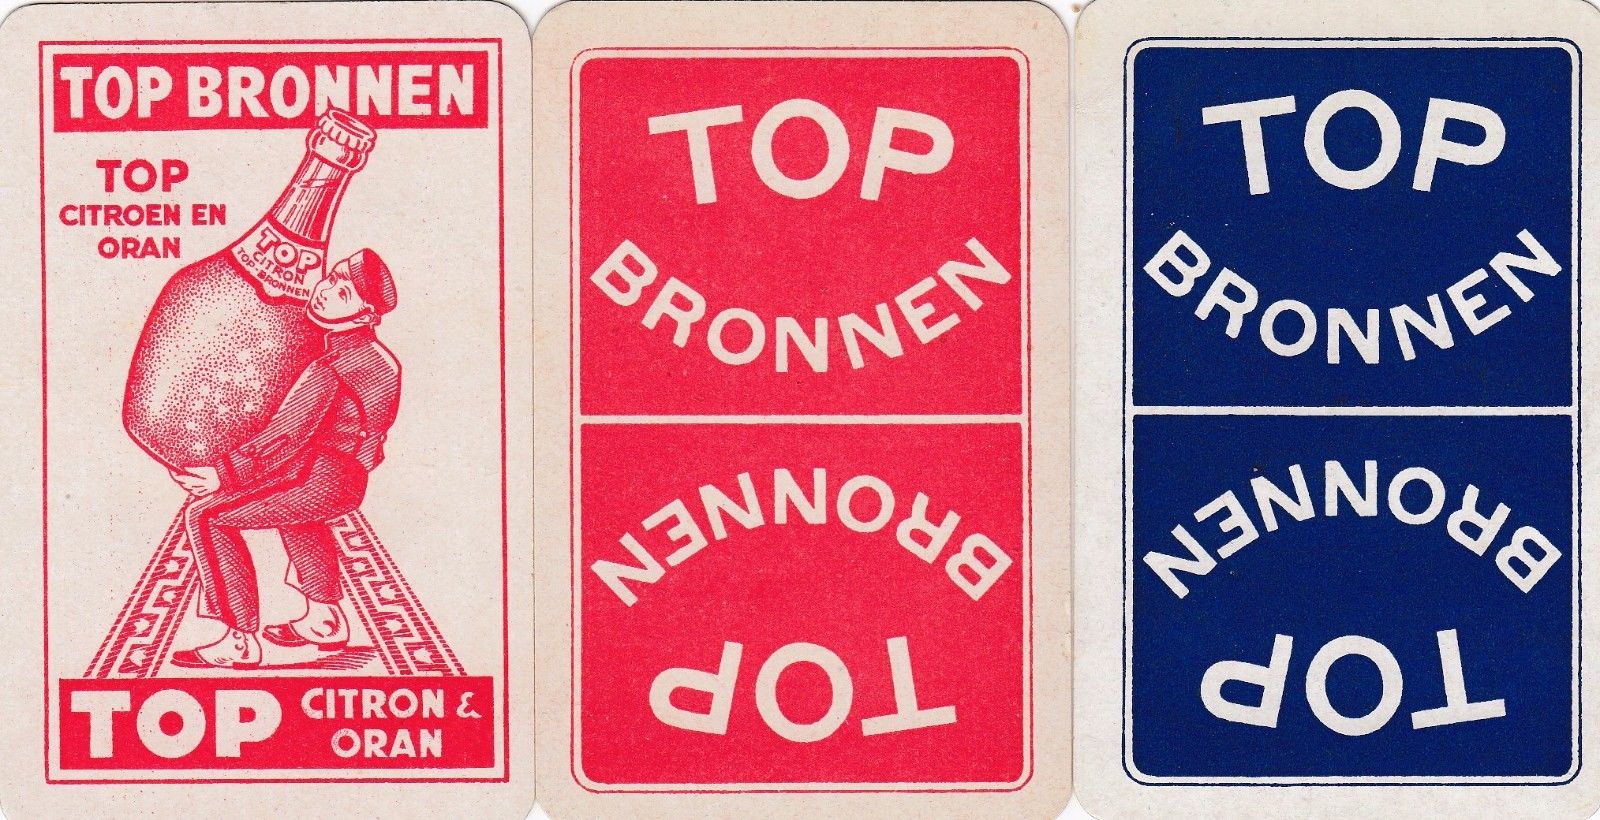 TOP BRONNEN
TOP
CITROEN EN
ORAN
TOP
CITRON
TOP-BRONNEN
TOP CITRON &
ORAN
TOP
BRONNEN
BRONNEN
TOP
TOP
BRONNEN
BRONNEN
TOP